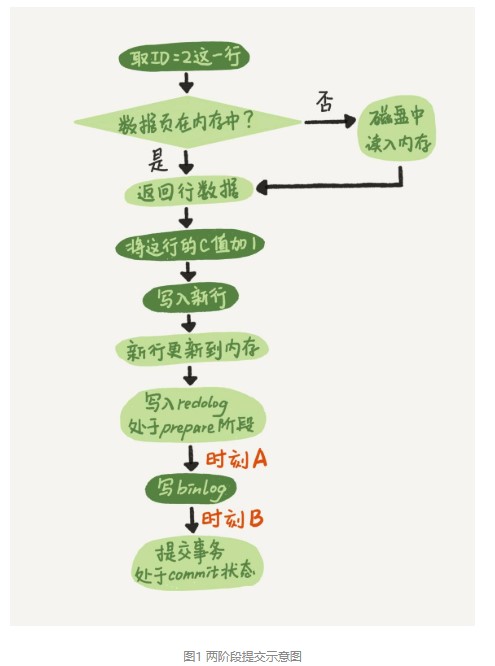 取ID=2这一行
数据页在内存中?
否
磁盘中
读入内存
是
返回行数据
将这行的C值加1
写入新行
新行更新到内存
写入redolog
处于prepare阶段
时刻A
写binlog
时刻B
提交事务
处于commit状态
图1 两阶段提交示意图